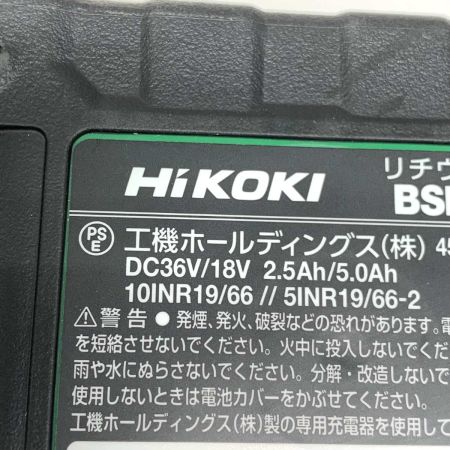 HiKOKI リチウ
BSL
PSE 工機ホールディングス(株) 45
DC36V/18V 2.5Ah/5.0Ah
10INR19/66 // 5INR19/66-2
⚠警告 ● 発煙、発火、破裂などの恐れがあります。電
を短絡させないでください。火中に投入しないでくだ
雨や水にぬらさないでください。分解・改造しないで
使用しないときは電池カバーをかぶせてください。
工機ホールディングス(株)製の専用充電器を使用し